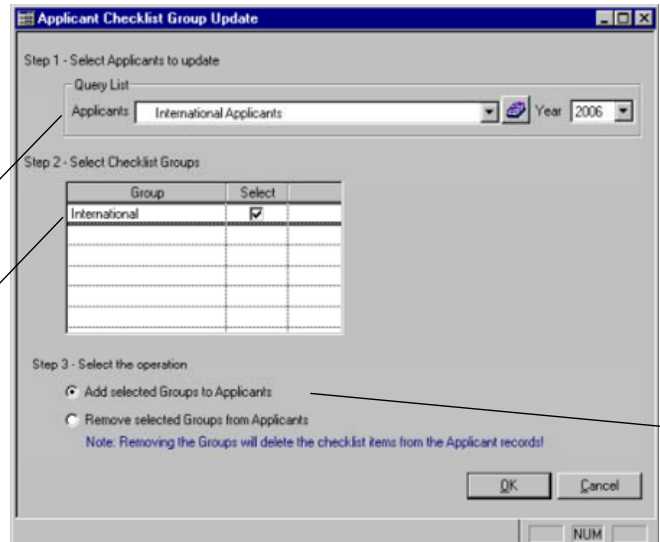 Applicant Checklist Group Update
Step 1 - Select Applicants to update
Query List
Applicants International Applicants Year 2006
Step 2 - Select Checklist Groups
Group Select
International
Step 3 - Select the operation
Add selected Groups to Applicants
Remove selected Groups from Applicants
Note: Removing the Groups will delete the checklist items from the Applicant records!
OK Cancel
NUM